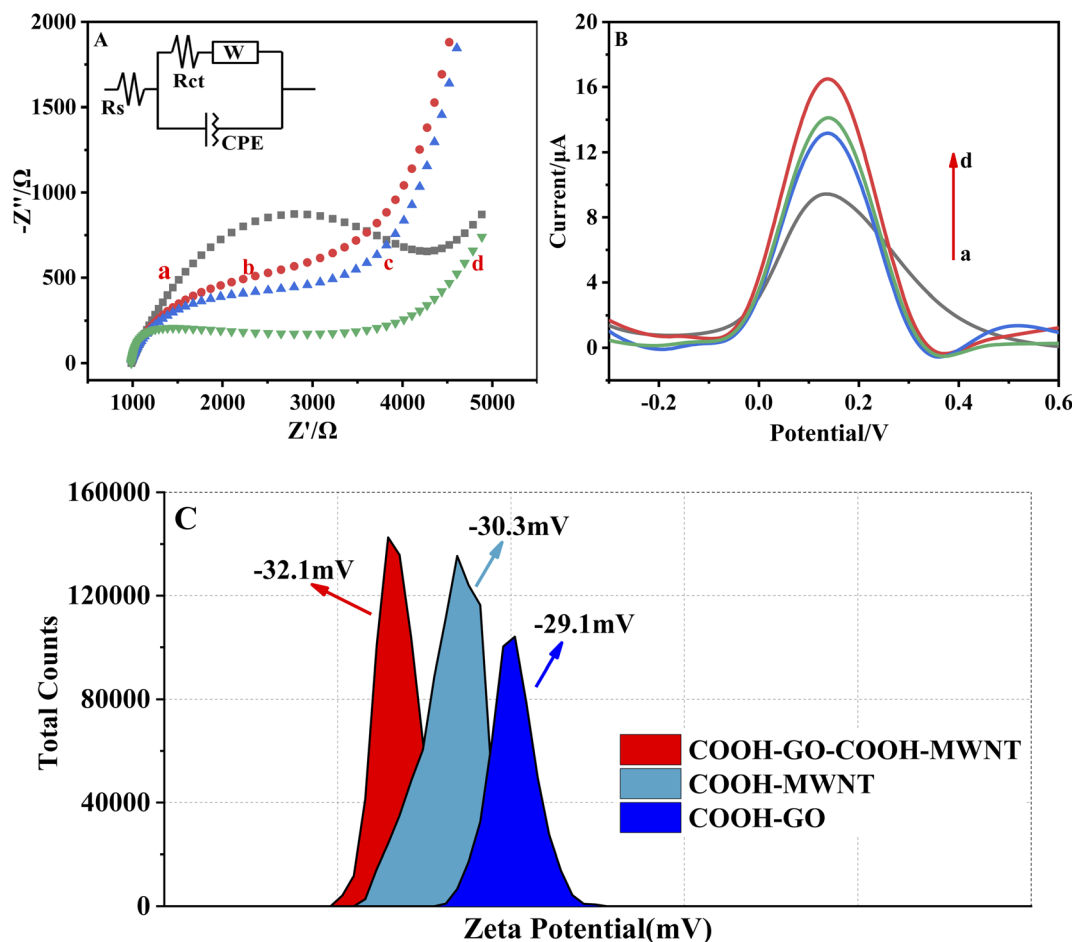 A
Rct
W
Rs
CPE
a
b
c
d
2000
1500
1000
500
0
-Z''/Ω
1000 2000 3000 4000 5000
Z'/Ω
B
d
a
20
16
12
8
4
0
Current/μA
-0.2 0.0 0.2 0.4 0.6
Potential/V
C
-32.1mV
-30.3mV
-29.1mV
COOH-GO-COOH-MWNT
COOH-MWNT
COOH-GO
160000
120000
80000
40000
0
Total Counts
Zeta Potential(mV)